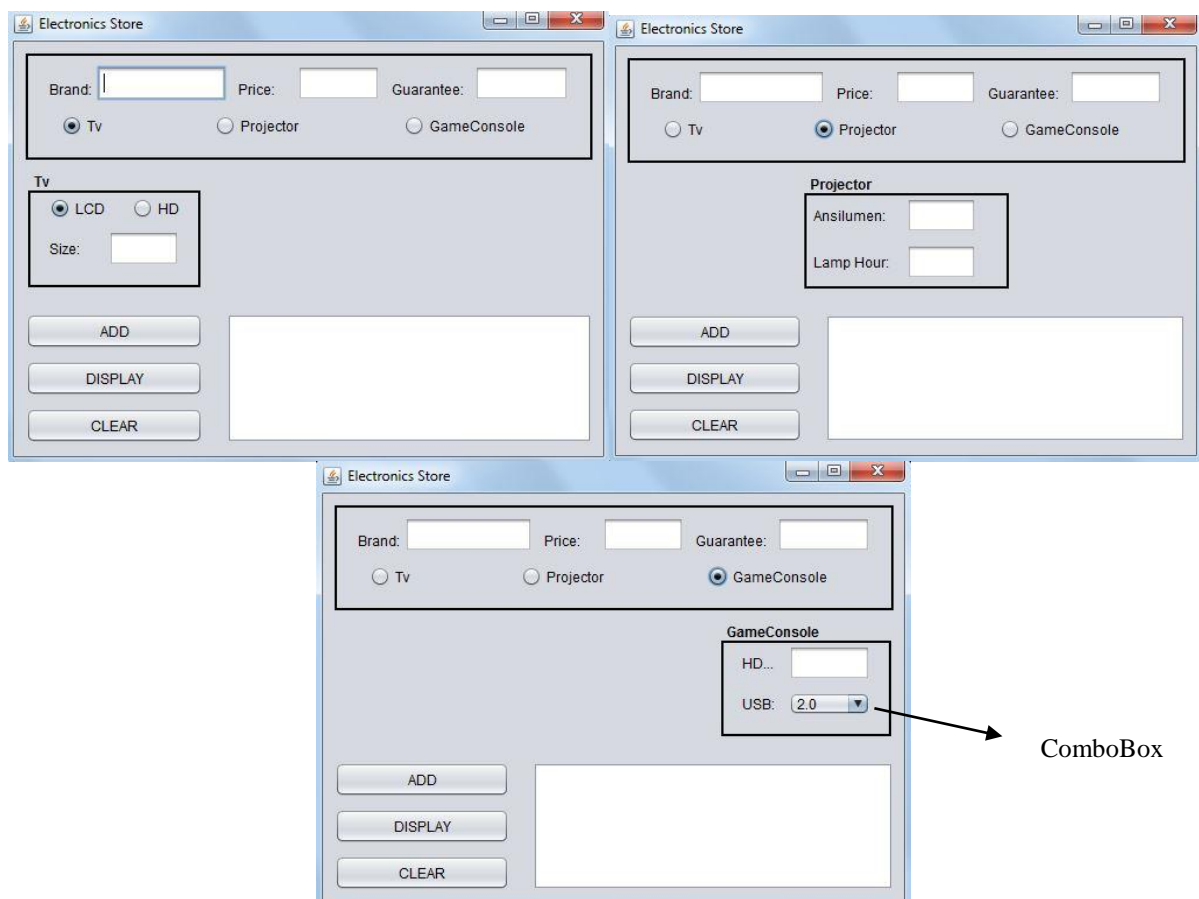 Electronics Store
Brand: Price: Guarantee:
Tv Projector GameConsole
Tv
LCD HD
Size:
ADD
DISPLAY
CLEAR
Electronics Store
Brand: Price: Guarantee:
Tv Projector GameConsole
Projector
Ansilumen:
Lamp Hour:
ADD
DISPLAY
CLEAR
Electronics Store
Brand: Price: Guarantee:
Tv Projector GameConsole
GameConsole
HD...
USB: 2.0
ComboBox
ADD
DISPLAY
CLEAR